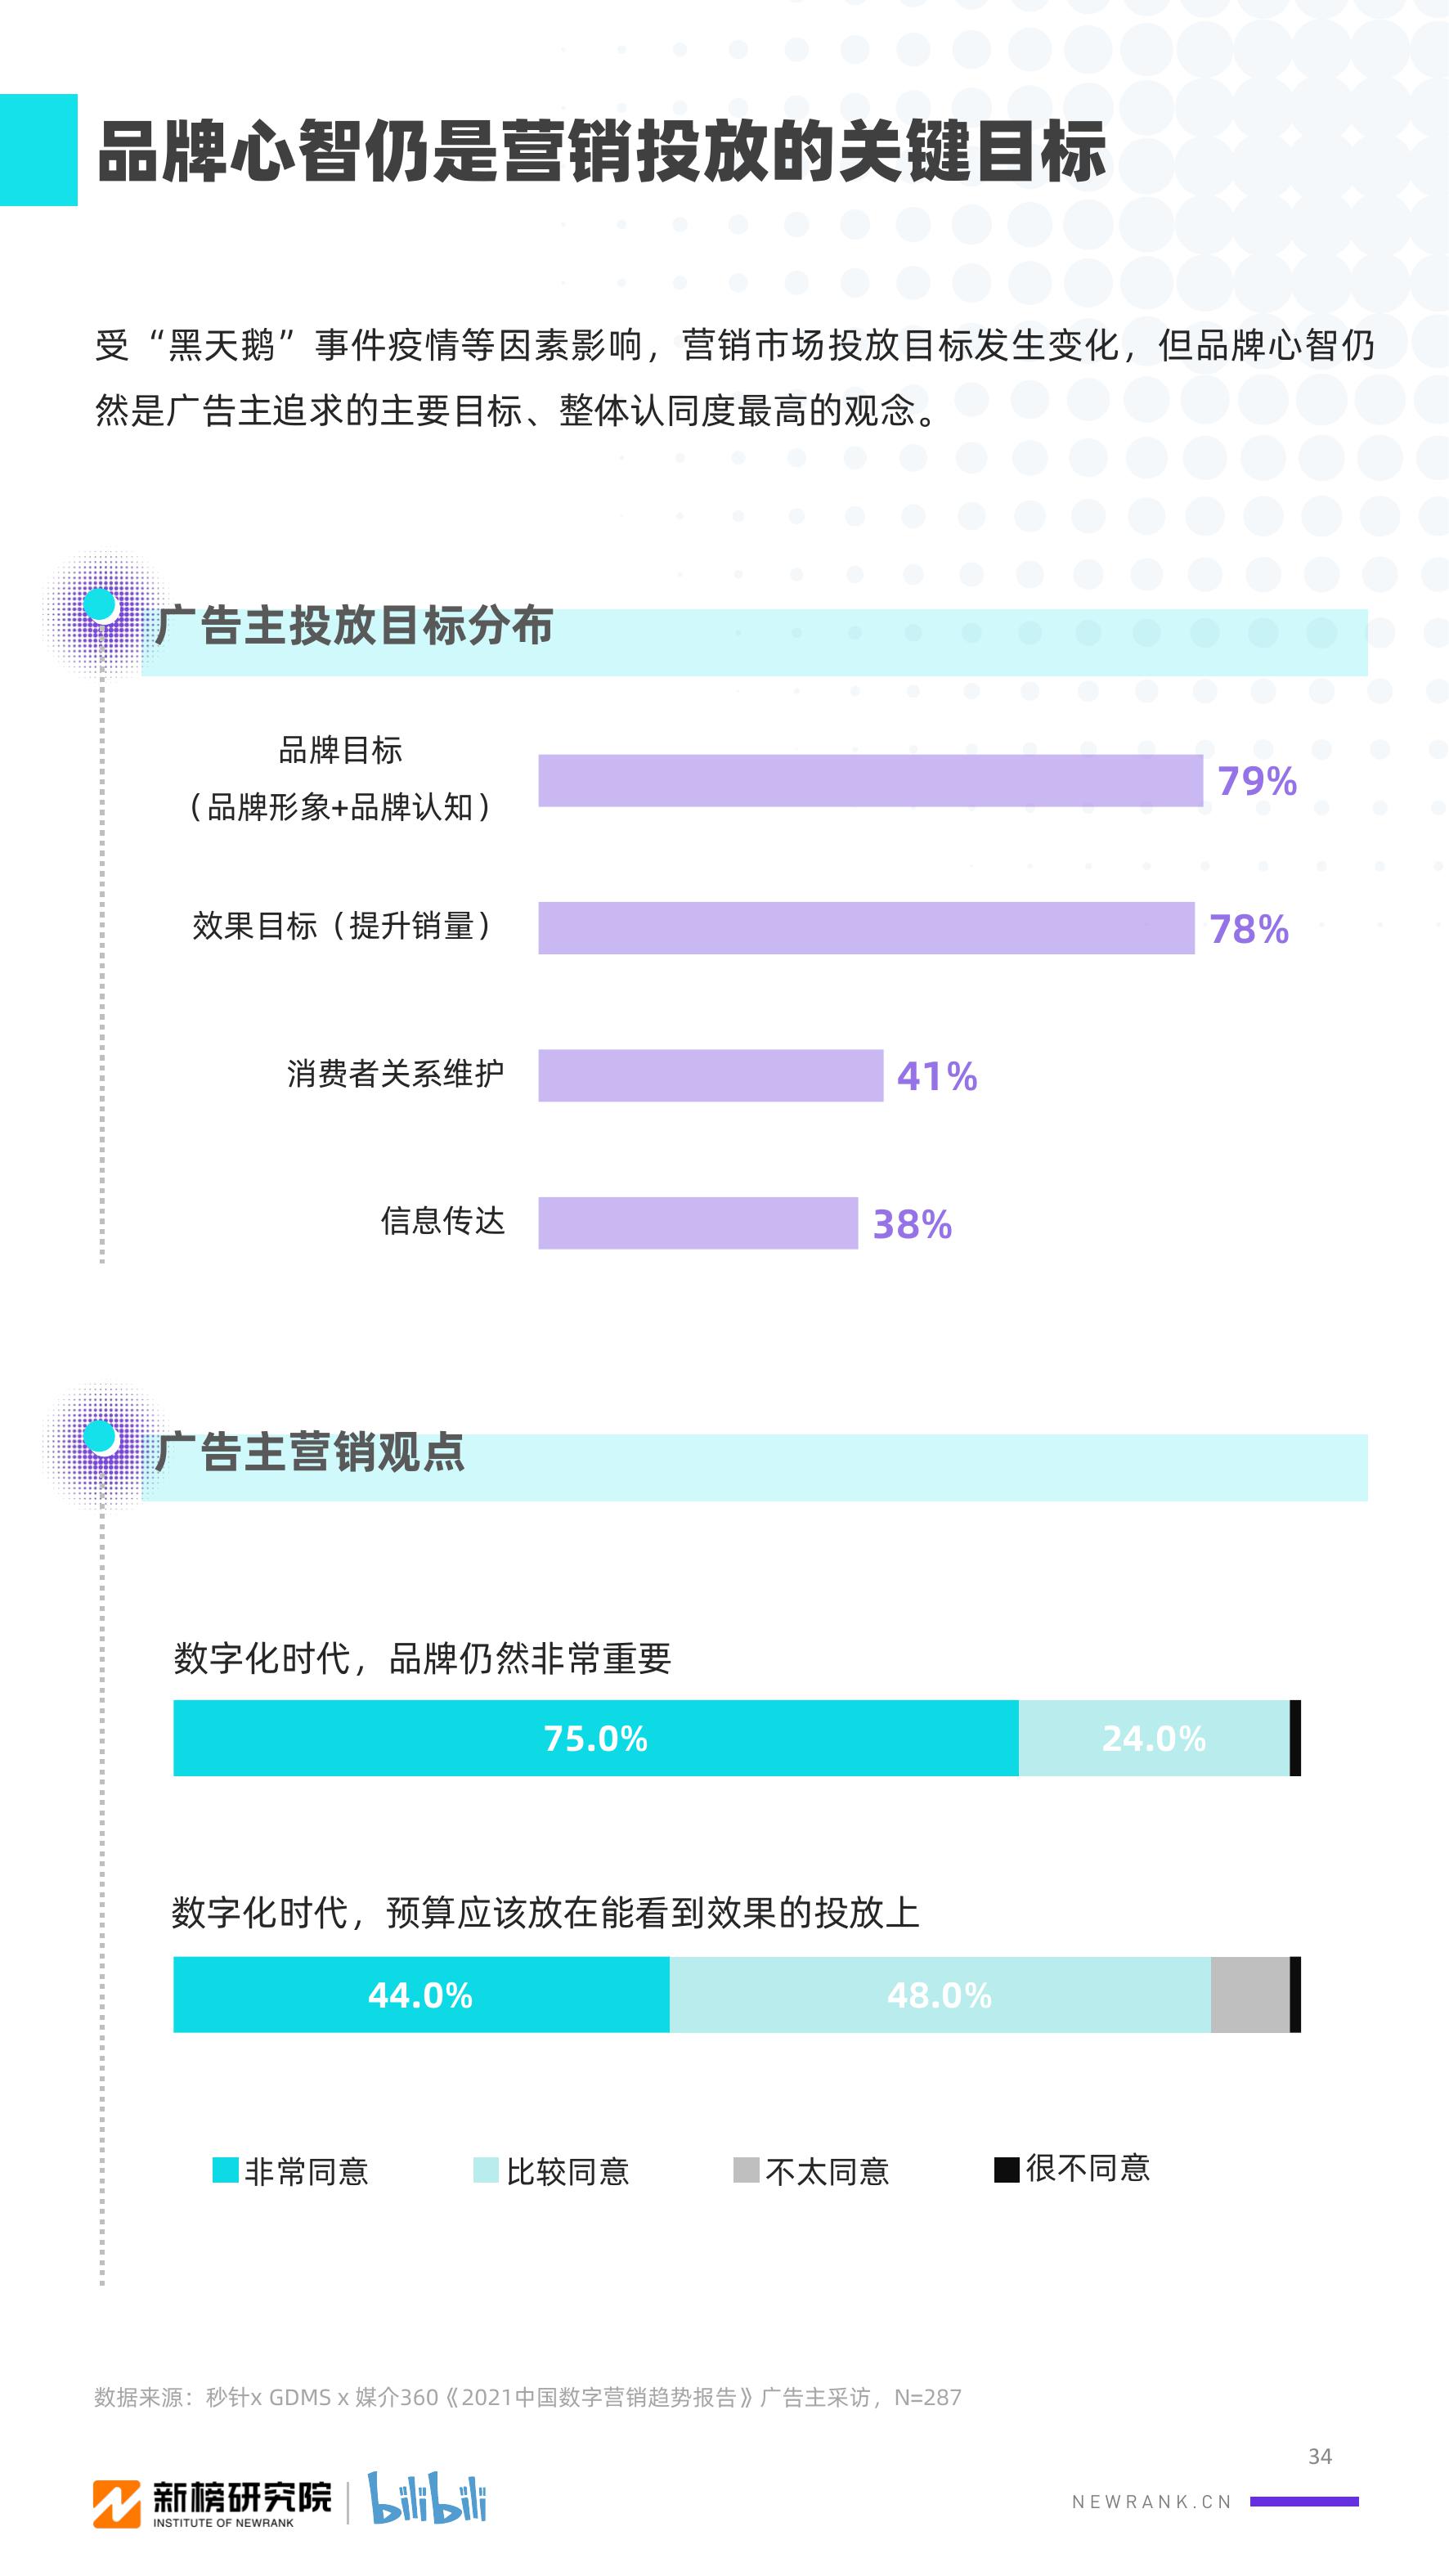 品牌心智仍是营销投放的关键目标
受“黑天鹅”事件疫情等因素影响，营销市场投放目标发生变化，但品牌心智仍
然是广告主追求的主要目标、整体认同度最高的观念。
广告主投放目标分布
品牌目标
（品牌形象+品牌认知）
79%
效果目标（提升销量）
78%
消费者关系维护
41%
信息传达
38%
广告主营销观点
数字化时代，品牌仍然非常重要
75.0%
24.0%
数字化时代，预算应该放在能看到效果的投放上
44.0%
48.0%
非常同意
比较同意
不太同意
很不同意
数据来源：秒针x GDMS x 媒介360《2021中国数字营销趋势报告》广告主采访，N=287
34
新榜研究院
INSTITUTE OF NEWRANK
bilibili
NEWRANK.CN